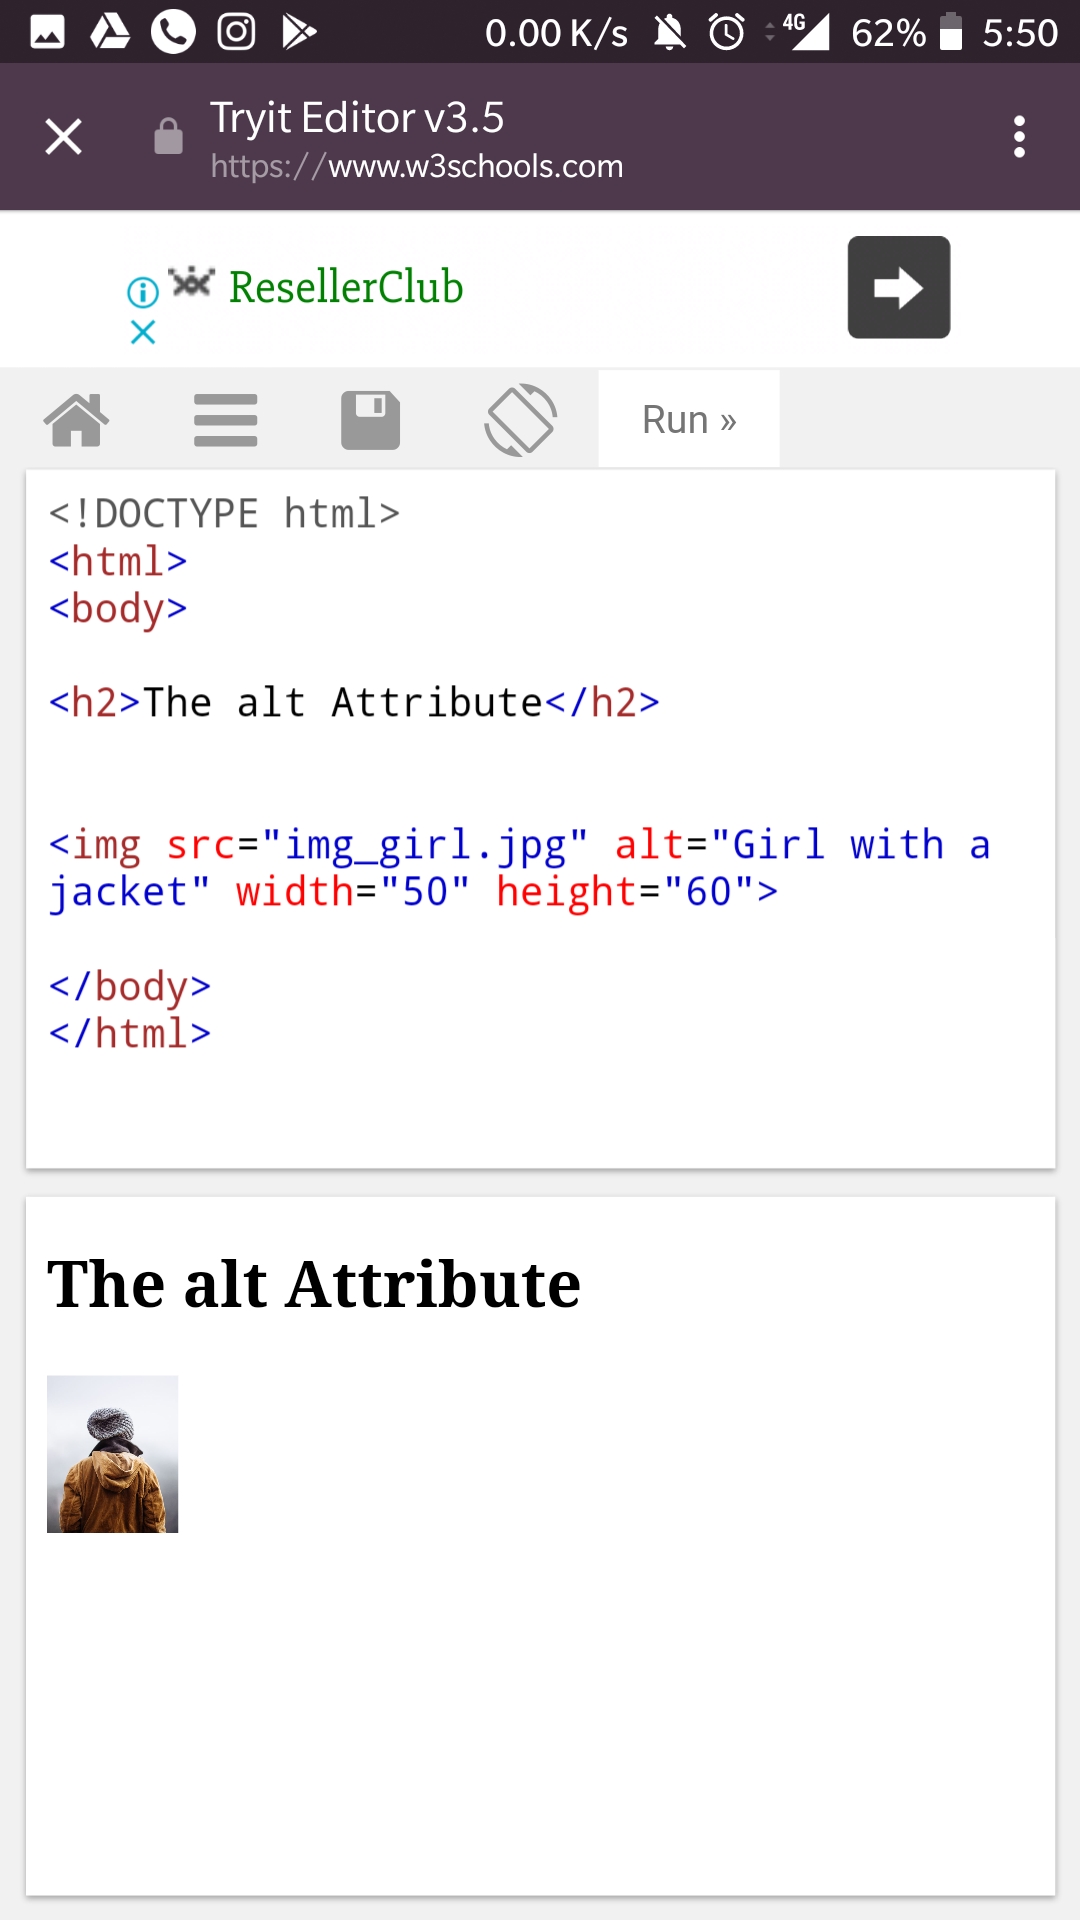 0.00 K/s 4G 62% 5:50
Tryit Editor v3.5
https://www.w3schools.com
ResellerClub
Run »
<!DOCTYPE html>
<html>
<body>
<h2>The alt Attribute</h2>
<img src="img_girl.jpg" alt="Girl with a
jacket" width="50" height="60">
</body>
</html>
The alt Attribute